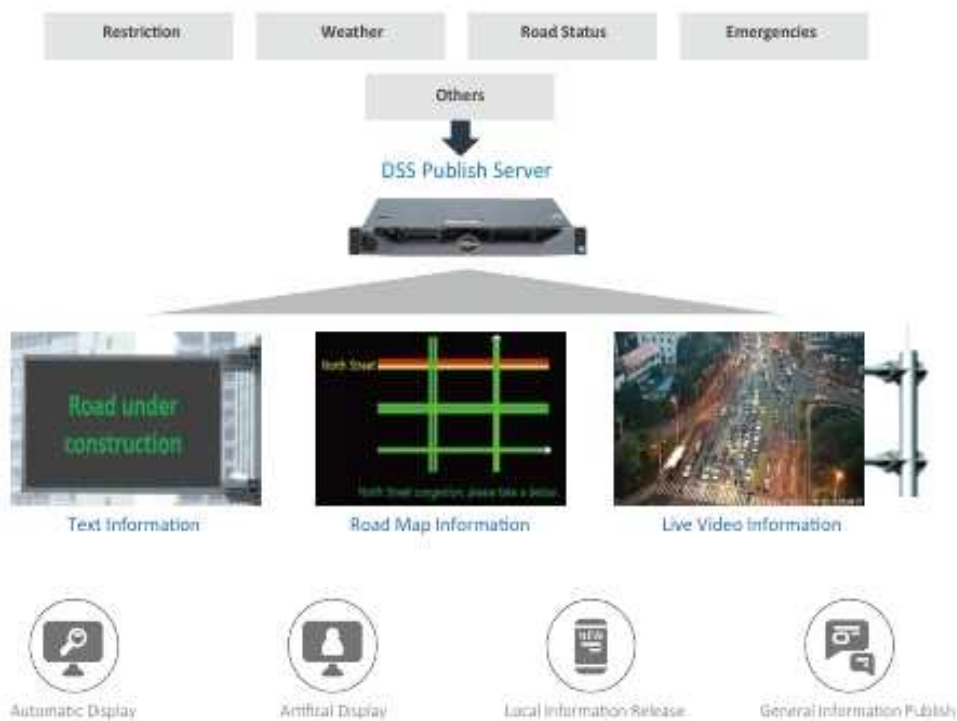 Restriction
Weather
Road Status
Emergencies
Others
DSS Publish Server
Road under
construction
North Street
North Street congestion, please take a detour
Text Information
Road Map Information
Live Video Information
NEW
Automatic Display
Artifical Display
Local Information Release
General Information Publish